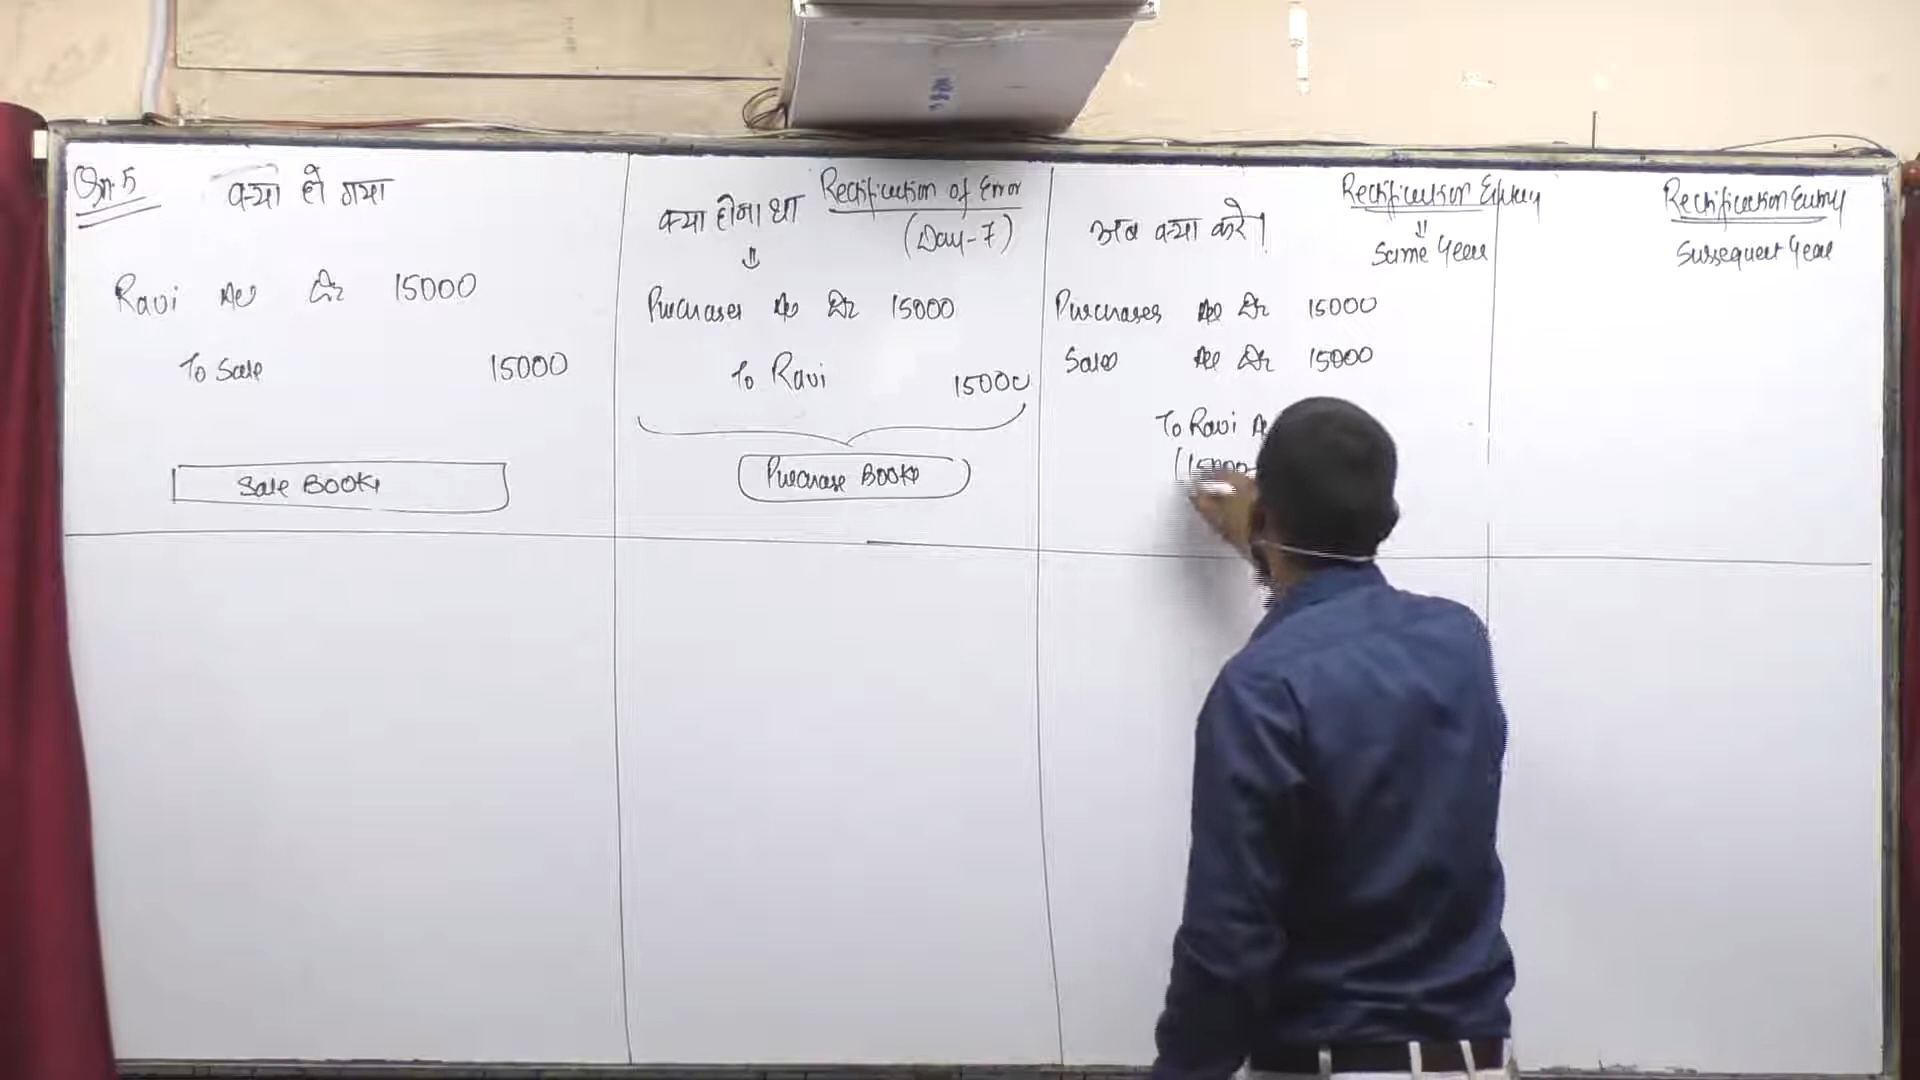 Qn. 5
क्या हो गया
Ravi A/c Dr 15000
To Sale 15000
Sale Book
क्या होना था
Rectification of Error
(Day-7)
Purchases A/c Dr 15000
To Ravi 15000
Purchase Book
अब क्या करे।
Rectification Entry
Same Year
Purchases A/c Dr 15000
Sales A/c Dr 15000
To Ravi A/c
(15000
Rectification Entry
Subsequent Year